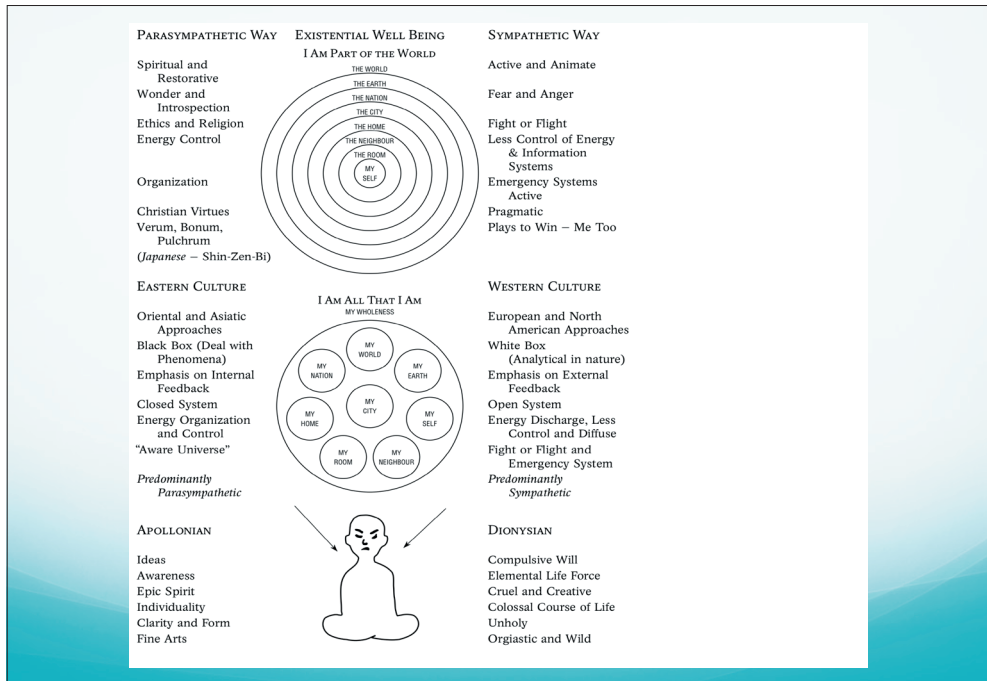 PARASYMPATHETIC WAY
Spiritual and
Restorative
Wonder and
Introspection
Ethics and Religion
Energy Control
Organization
Christian Virtues
Verum, Bonum,
Pulchrum
(Japanese – Shin-Zen-Bi)
EXISTENTIAL WELL BEING
I AM PART OF THE WORLD
THE WORLD
THE EARTH
THE NATION
THE CITY
THE HOME
THE NEIGHBOUR
THE ROOM
MY
SELF
SYMPATHETIC WAY
Active and Animate
Fear and Anger
Fight or Flight
Less Control of Energy
& Information
Systems
Emergency Systems
Active
Pragmatic
Plays to Win – Me Too
EASTERN CULTURE
Oriental and Asiatic
Approaches
Black Box (Deal with
Phenomena)
Emphasis on Internal
Feedback
Closed System
Energy Organization
and Control
“Aware Universe”
Predominantly
Parasympathetic
I AM ALL THAT I AM
MY WHOLENESS
MY
WORLD
MY
NATION
MY
EARTH
MY
CITY
MY
HOME
MY
SELF
MY
ROOM
MY
NEIGHBOUR
WESTERN CULTURE
European and North
American Approaches
White Box
(Analytical in nature)
Emphasis on External
Feedback
Open System
Energy Discharge, Less
Control and Diffuse
Fight or Flight and
Emergency System
Predominantly
Sympathetic
APOLLONIAN
Ideas
Awareness
Epic Spirit
Individuality
Clarity and Form
Fine Arts
DIONYSIAN
Compulsive Will
Elemental Life Force
Cruel and Creative
Colossal Course of Life
Unholy
Orgiastic and Wild